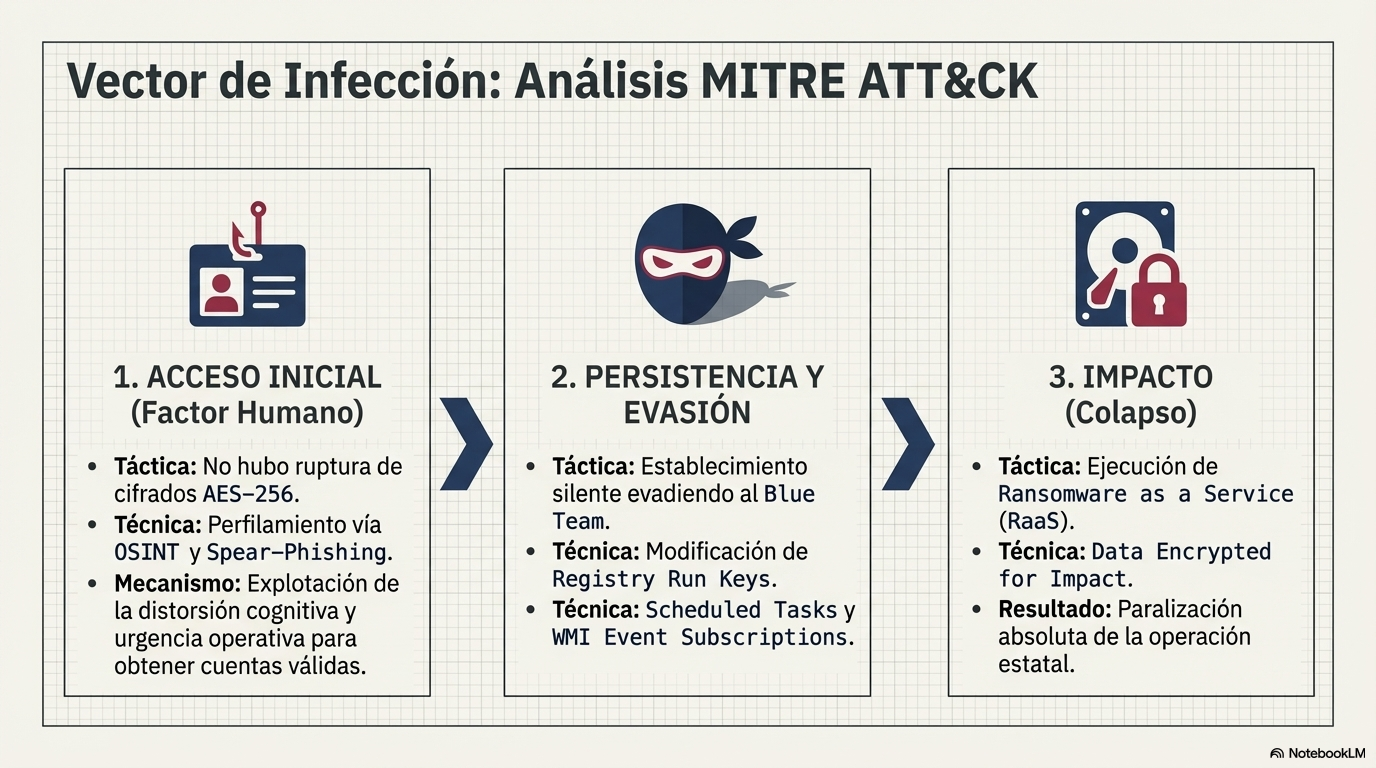 Vector de Infección: Análisis MITRE ATT&CK
1. ACCESO INICIAL
(Factor Humano)
• Táctica: No hubo ruptura de
cifrados AES-256.
• Técnica: Perfilamiento vía
OSINT y Spear-Phishing.
• Mecanismo: Explotación de
la distorsión cognitiva y
urgencia operativa para
obtener cuentas válidas.
2. PERSISTENCIA Y
EVASIÓN
• Táctica: Establecimiento
silente evadiendo al Blue
Team.
• Técnica: Modificación de
Registry Run Keys.
• Técnica: Scheduled Tasks y
WMI Event Subscriptions.
3. IMPACTO
(Colapso)
• Táctica: Ejecución de
Ransomware as a Service
(RaaS).
• Técnica: Data Encrypted
for Impact.
• Resultado: Paralización
absoluta de la operación
estatal.
NotebookLM